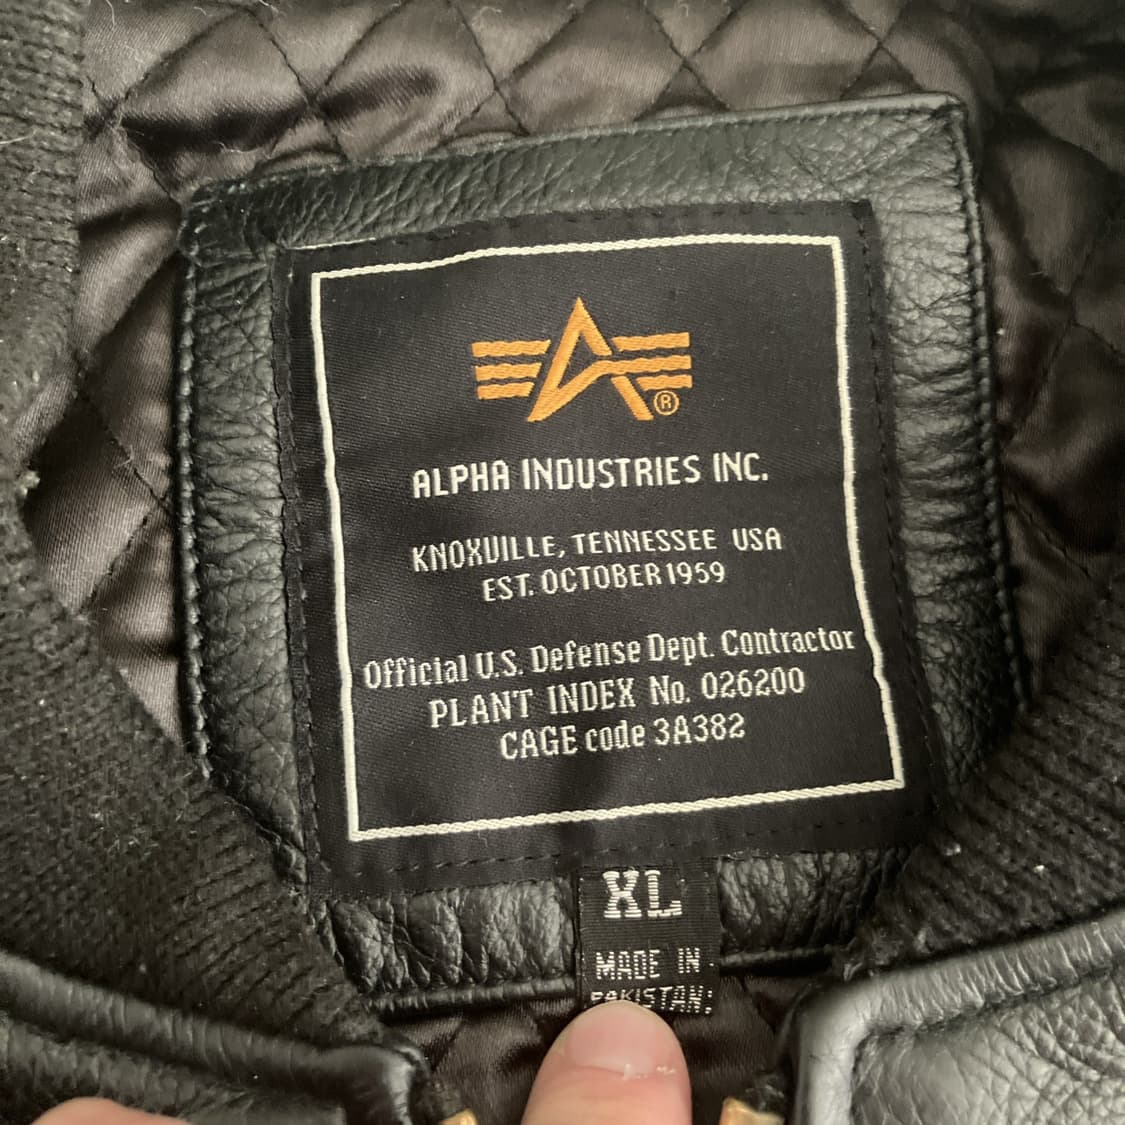 ®
ALPHA INDUSTRIES INC.
KNOXVILLE, TENNESSEE USA
EST. OCTOBER 1959
Official U.S. Defense Dept. Contractor
PLANT INDEX No. 026200
CAGE code 3A382
XL
MADE IN
PAKISTAN: